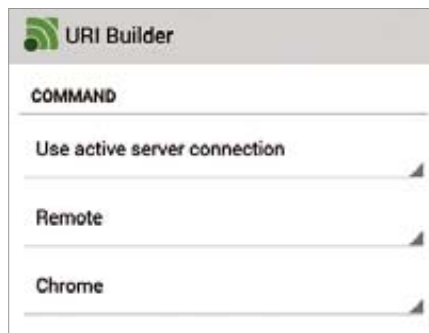 URI Builder
COMMAND
Use active server connection
Remote
Chrome